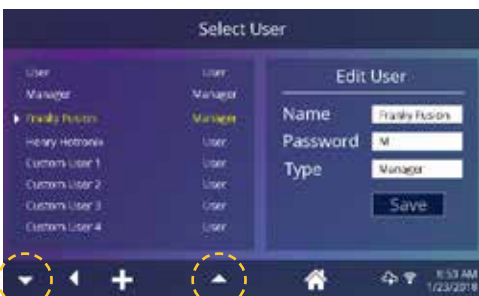 Select User
User User
Manager Manager
Franky Fusion Manager
Henry Hotronix User
Custom User 1 User
Custom User 2 User
Custom User 3 User
Custom User 4 User
Edit User
Name Franky Fusion
Password M
Type Manager
Save
8:53 AM
1/23/2018